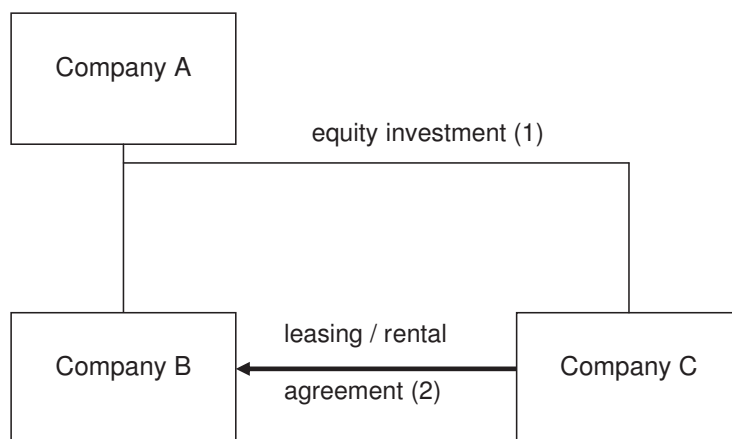 Company A
equity investment (1)
leasing / rental
Company B
Company C
agreement (2)